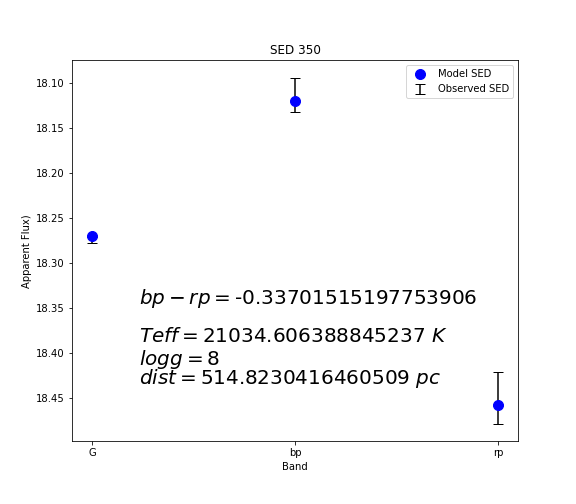 SED 350
Model SED
Observed SED
18.10
18.15
18.20
18.25
18.30
18.35
18.40
18.45
Apparent Flux)
bp − rp = -0.33701515197753906
Teff = 21034.606388845237 K
logg = 8
dist = 514.8230416460509 pc
G
bp
rp
Band